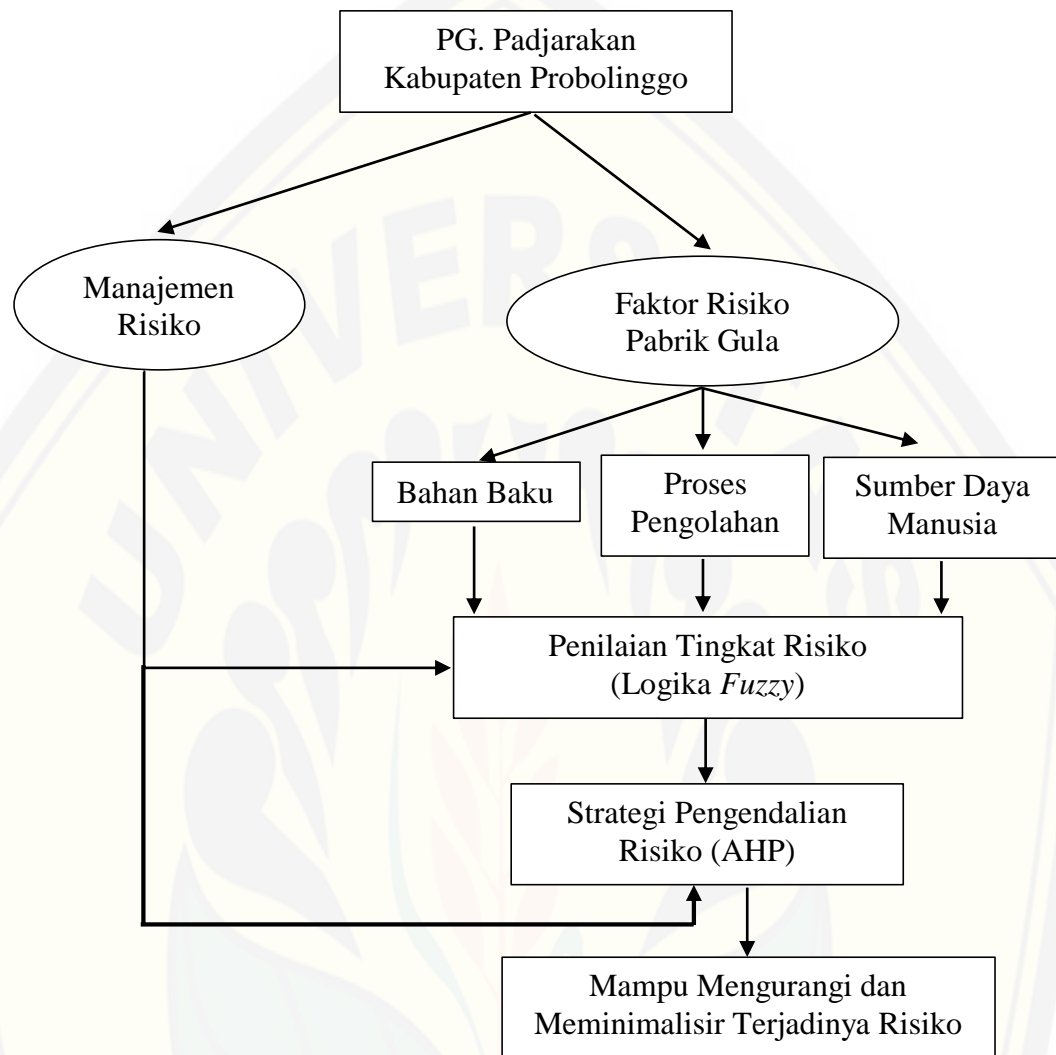 PG. Padjarakan
Kabupaten Probolinggo
Manajemen
Risiko
Faktor Risiko
Pabrik Gula
Bahan Baku
Proses
Pengolahan
Sumber Daya
Manusia
Penilaian Tingkat Risiko
(Logika Fuzzy)
Strategi Pengendalian
Risiko (AHP)
Mampu Mengurangi dan
Meminimalisir Terjadinya Risiko